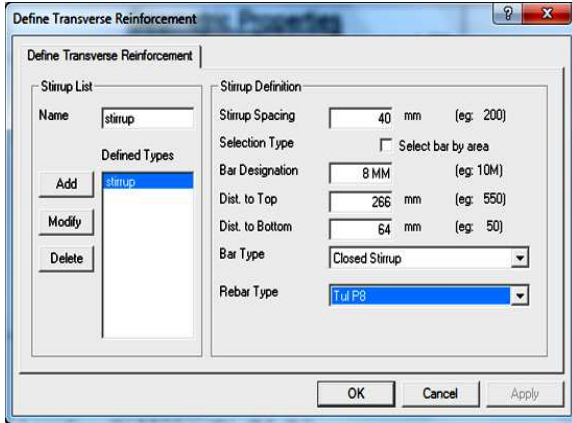 Define Transverse Reinforcement
Define Transverse Reinforcement
Stirrup List
Name stirrup
Defined Types
stirrup
Add
Modify
Delete
Stirrup Definition
Stirrup Spacing 40 mm (eg: 200)
Selection Type Select bar by area
Bar Designation 8 MM (eg: 10M)
Dist. to Top 266 mm (eg: 550)
Dist. to Bottom 64 mm (eg: 50)
Bar Type Closed Stirrup
Rebar Type Tul P8
OK Cancel Apply